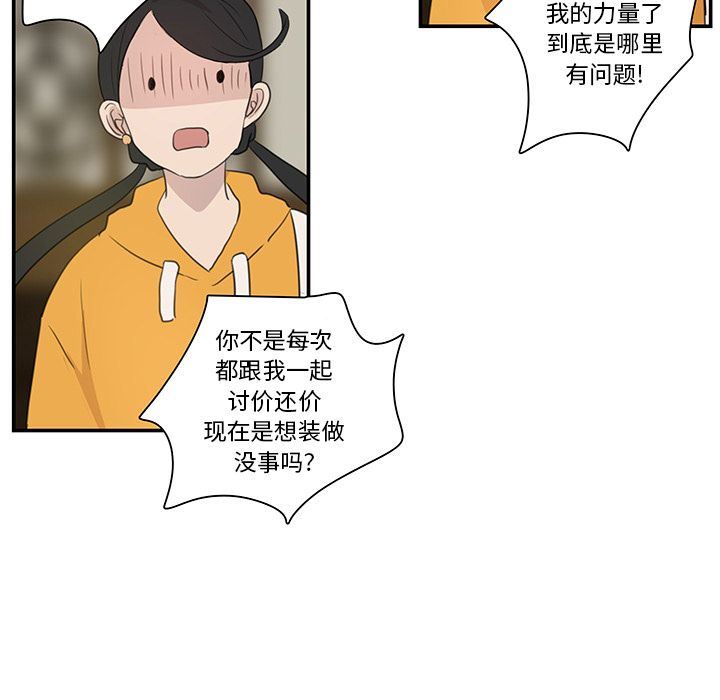 我的力量了
到底是哪里
有问题!
你不是每次
都跟我一起
讨价还价
现在是想装做
没事吗?